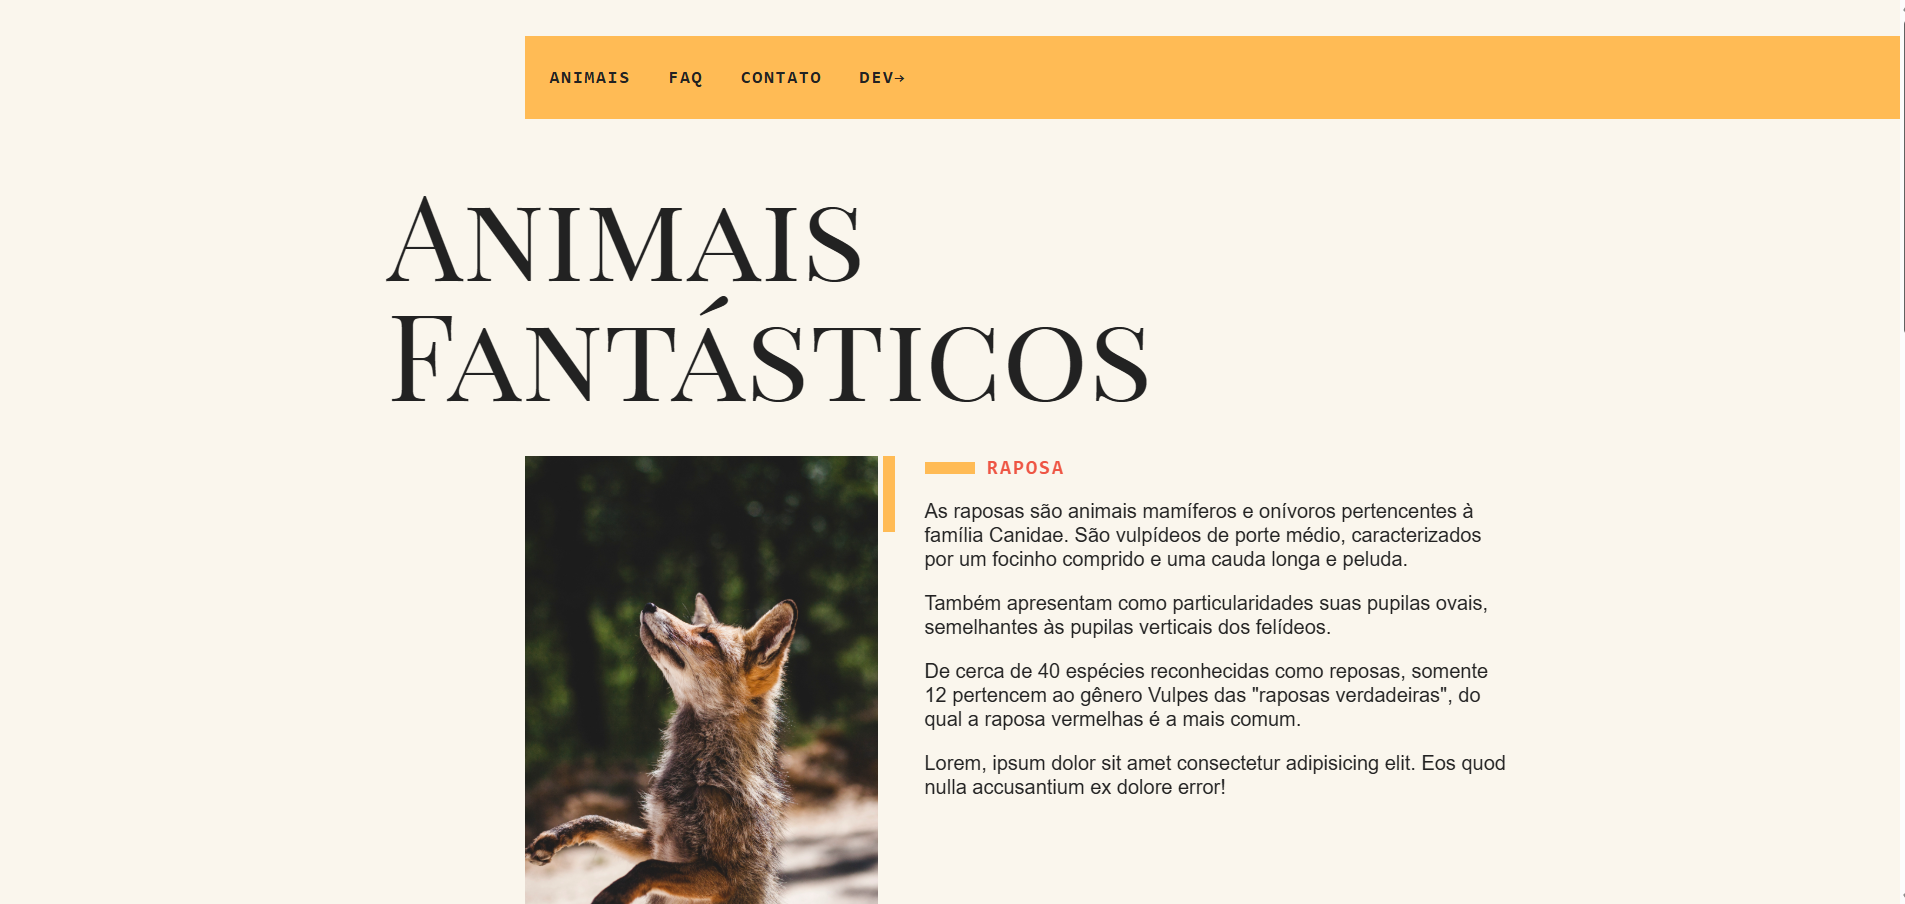 ANIMAIS FAQ CONTATO DEV→
ANIMAIS
FANTÁSTICOS
RAPOSA
As raposas são animais mamíferos e onívoros pertencentes à
família Canidae. São vulpídeos de porte médio, caracterizados
por um focinho comprido e uma cauda longa e peluda.
Também apresentam como particularidades suas pupilas ovais,
semelhantes às pupilas verticais dos felídeos.
De cerca de 40 espécies reconhecidas como reposas, somente
12 pertencem ao gênero Vulpes das "raposas verdadeiras", do
qual a raposa vermelhas é a mais comum.
Lorem, ipsum dolor sit amet consectetur adipisicing elit. Eos quod
nulla accusantium ex dolore error!